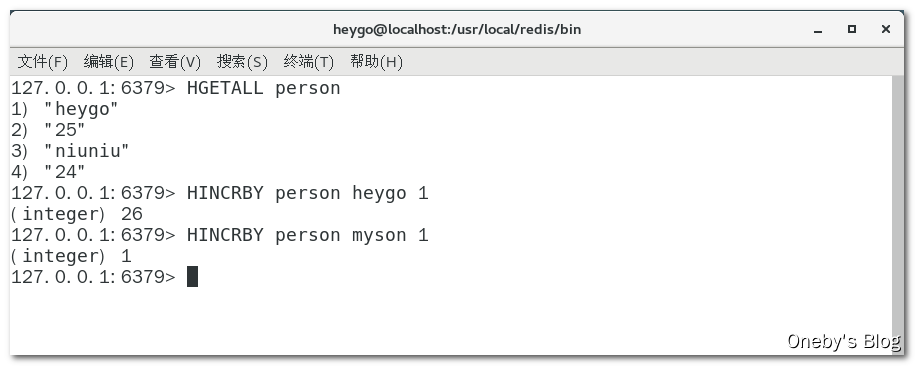 heygo@localhost:/usr/local/redis/bin
文件(F) 编辑(E) 查看(V) 搜索(S) 终端(T) 帮助(H)
127.0.0.1:6379> HGETALL person
1) "heygo"
2) "25"
3) "niuniu"
4) "24"
127.0.0.1:6379> HINCRBY person heygo 1
(integer) 26
127.0.0.1:6379> HINCRBY person myson 1
(integer) 1
127.0.0.1:6379>
Oneby's Blog